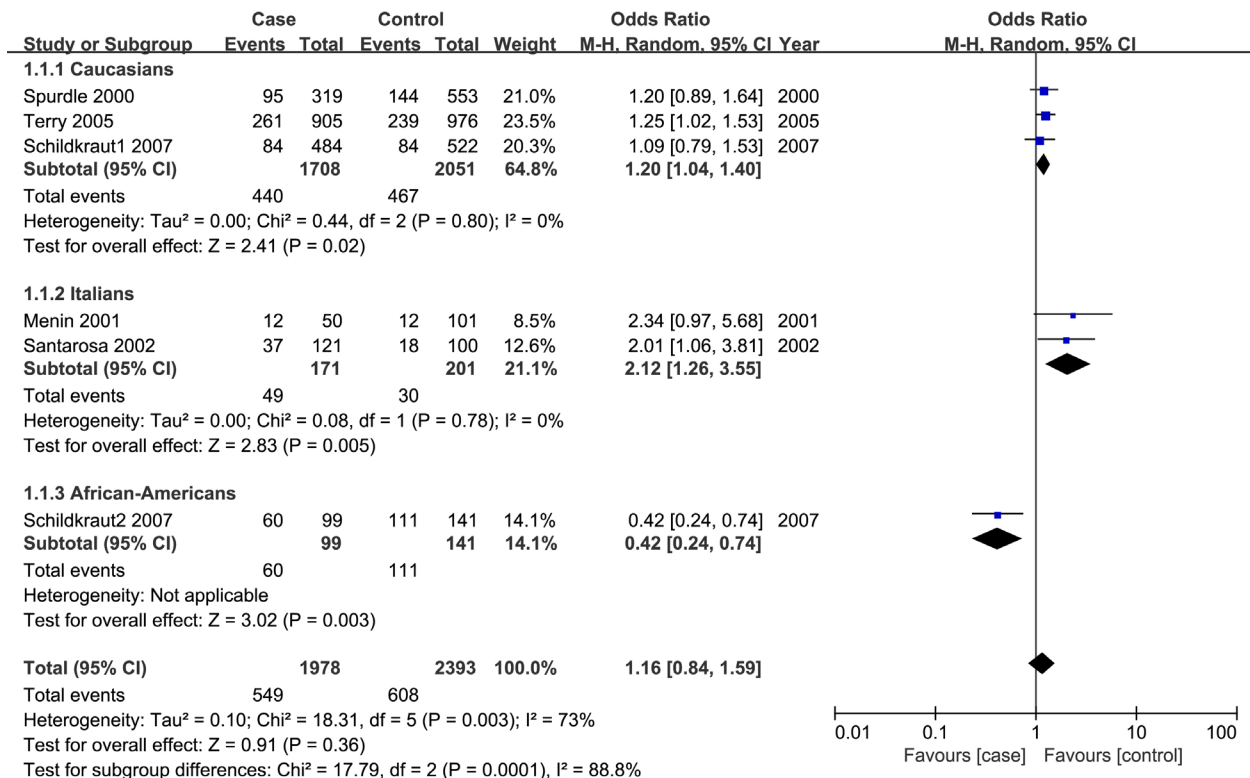 Case Control Odds Ratio Odds Ratio
Study or Subgroup Events Total Events Total Weight M-H, Random, 95% CI Year M-H, Random, 95% CI
1.1.1 Caucasians
Spurdle 2000 95 319 144 553 21.0% 1.20 [0.89, 1.64] 2000
Terry 2005 261 905 239 976 23.5% 1.25 [1.02, 1.53] 2005
Schildkraut1 2007 84 484 84 522 20.3% 1.09 [0.79, 1.53] 2007
Subtotal (95% CI) 1708 2051 64.8% 1.20 [1.04, 1.40]
Total events 440 467
Heterogeneity: Tau² = 0.00; Chi² = 0.44, df = 2 (P = 0.80); I² = 0%
Test for overall effect: Z = 2.41 (P = 0.02)
1.1.2 Italians
Menin 2001 12 50 12 101 8.5% 2.34 [0.97, 5.68] 2001
Santarosa 2002 37 121 18 100 12.6% 2.01 [1.06, 3.81] 2002
Subtotal (95% CI) 171 201 21.1% 2.12 [1.26, 3.55]
Total events 49 30
Heterogeneity: Tau² = 0.00; Chi² = 0.08, df = 1 (P = 0.78); I² = 0%
Test for overall effect: Z = 2.83 (P = 0.005)
1.1.3 African-Americans
Schildkraut2 2007 60 99 111 141 14.1% 0.42 [0.24, 0.74] 2007
Subtotal (95% CI) 99 141 14.1% 0.42 [0.24, 0.74]
Total events 60 111
Heterogeneity: Not applicable
Test for overall effect: Z = 3.02 (P = 0.003)
Total (95% CI) 1978 2393 100.0% 1.16 [0.84, 1.59]
Total events 549 608
Heterogeneity: Tau² = 0.10; Chi² = 18.31, df = 5 (P = 0.003); I² = 73%
Test for overall effect: Z = 0.91 (P = 0.36)
Test for subgroup differences: Chi² = 17.79, df = 2 (P = 0.0001), I² = 88.8%
0.01 0.1 1 10 100
Favours [case] Favours [control]